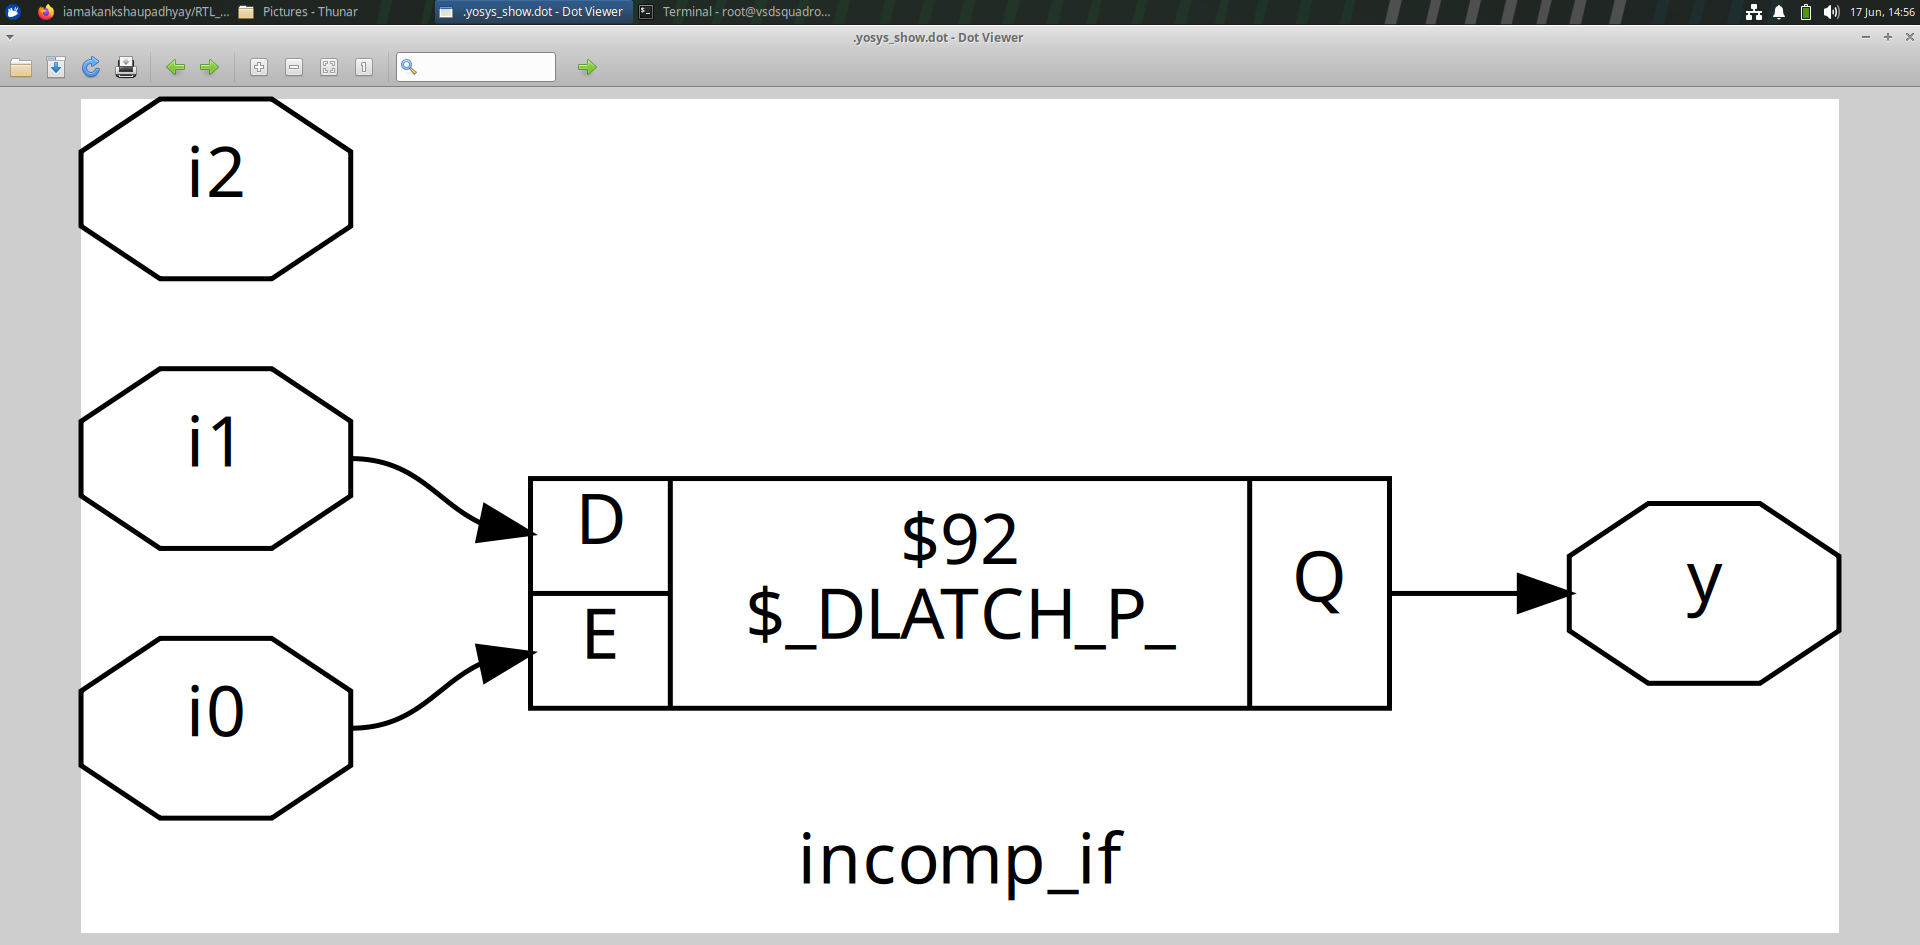 iamakankshaupadhyay/RTL_...
Pictures - Thunar
.yosys_show.dot - Dot Viewer
Terminal - root@vsdsquadro...
17 Jun, 14:56
.yosys_show.dot - Dot Viewer
i2
i1
i0
D
E
$92
$_DLATCH_P_
Q
y
incomp_if